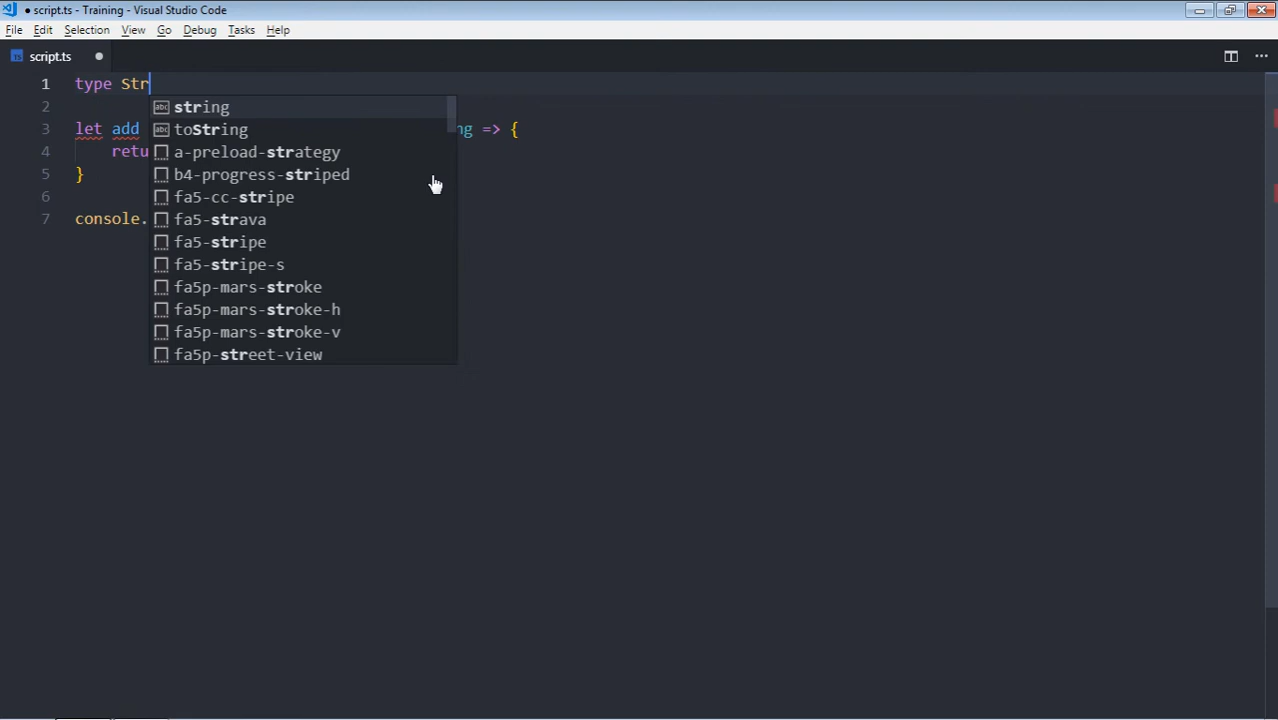 script.ts - Training - Visual Studio Code
File Edit Selection View Go Debug Tasks Help
TS script.ts
1 type Str
2
3 let add ng => {
4 retu
5 }
6
7 console.
abc string
abc toString
a-preload-strategy
b4-progress-striped
fa5-cc-stripe
fa5-strava
fa5-stripe
fa5-stripe-s
fa5p-mars-stroke
fa5p-mars-stroke-h
fa5p-mars-stroke-v
fa5p-street-view